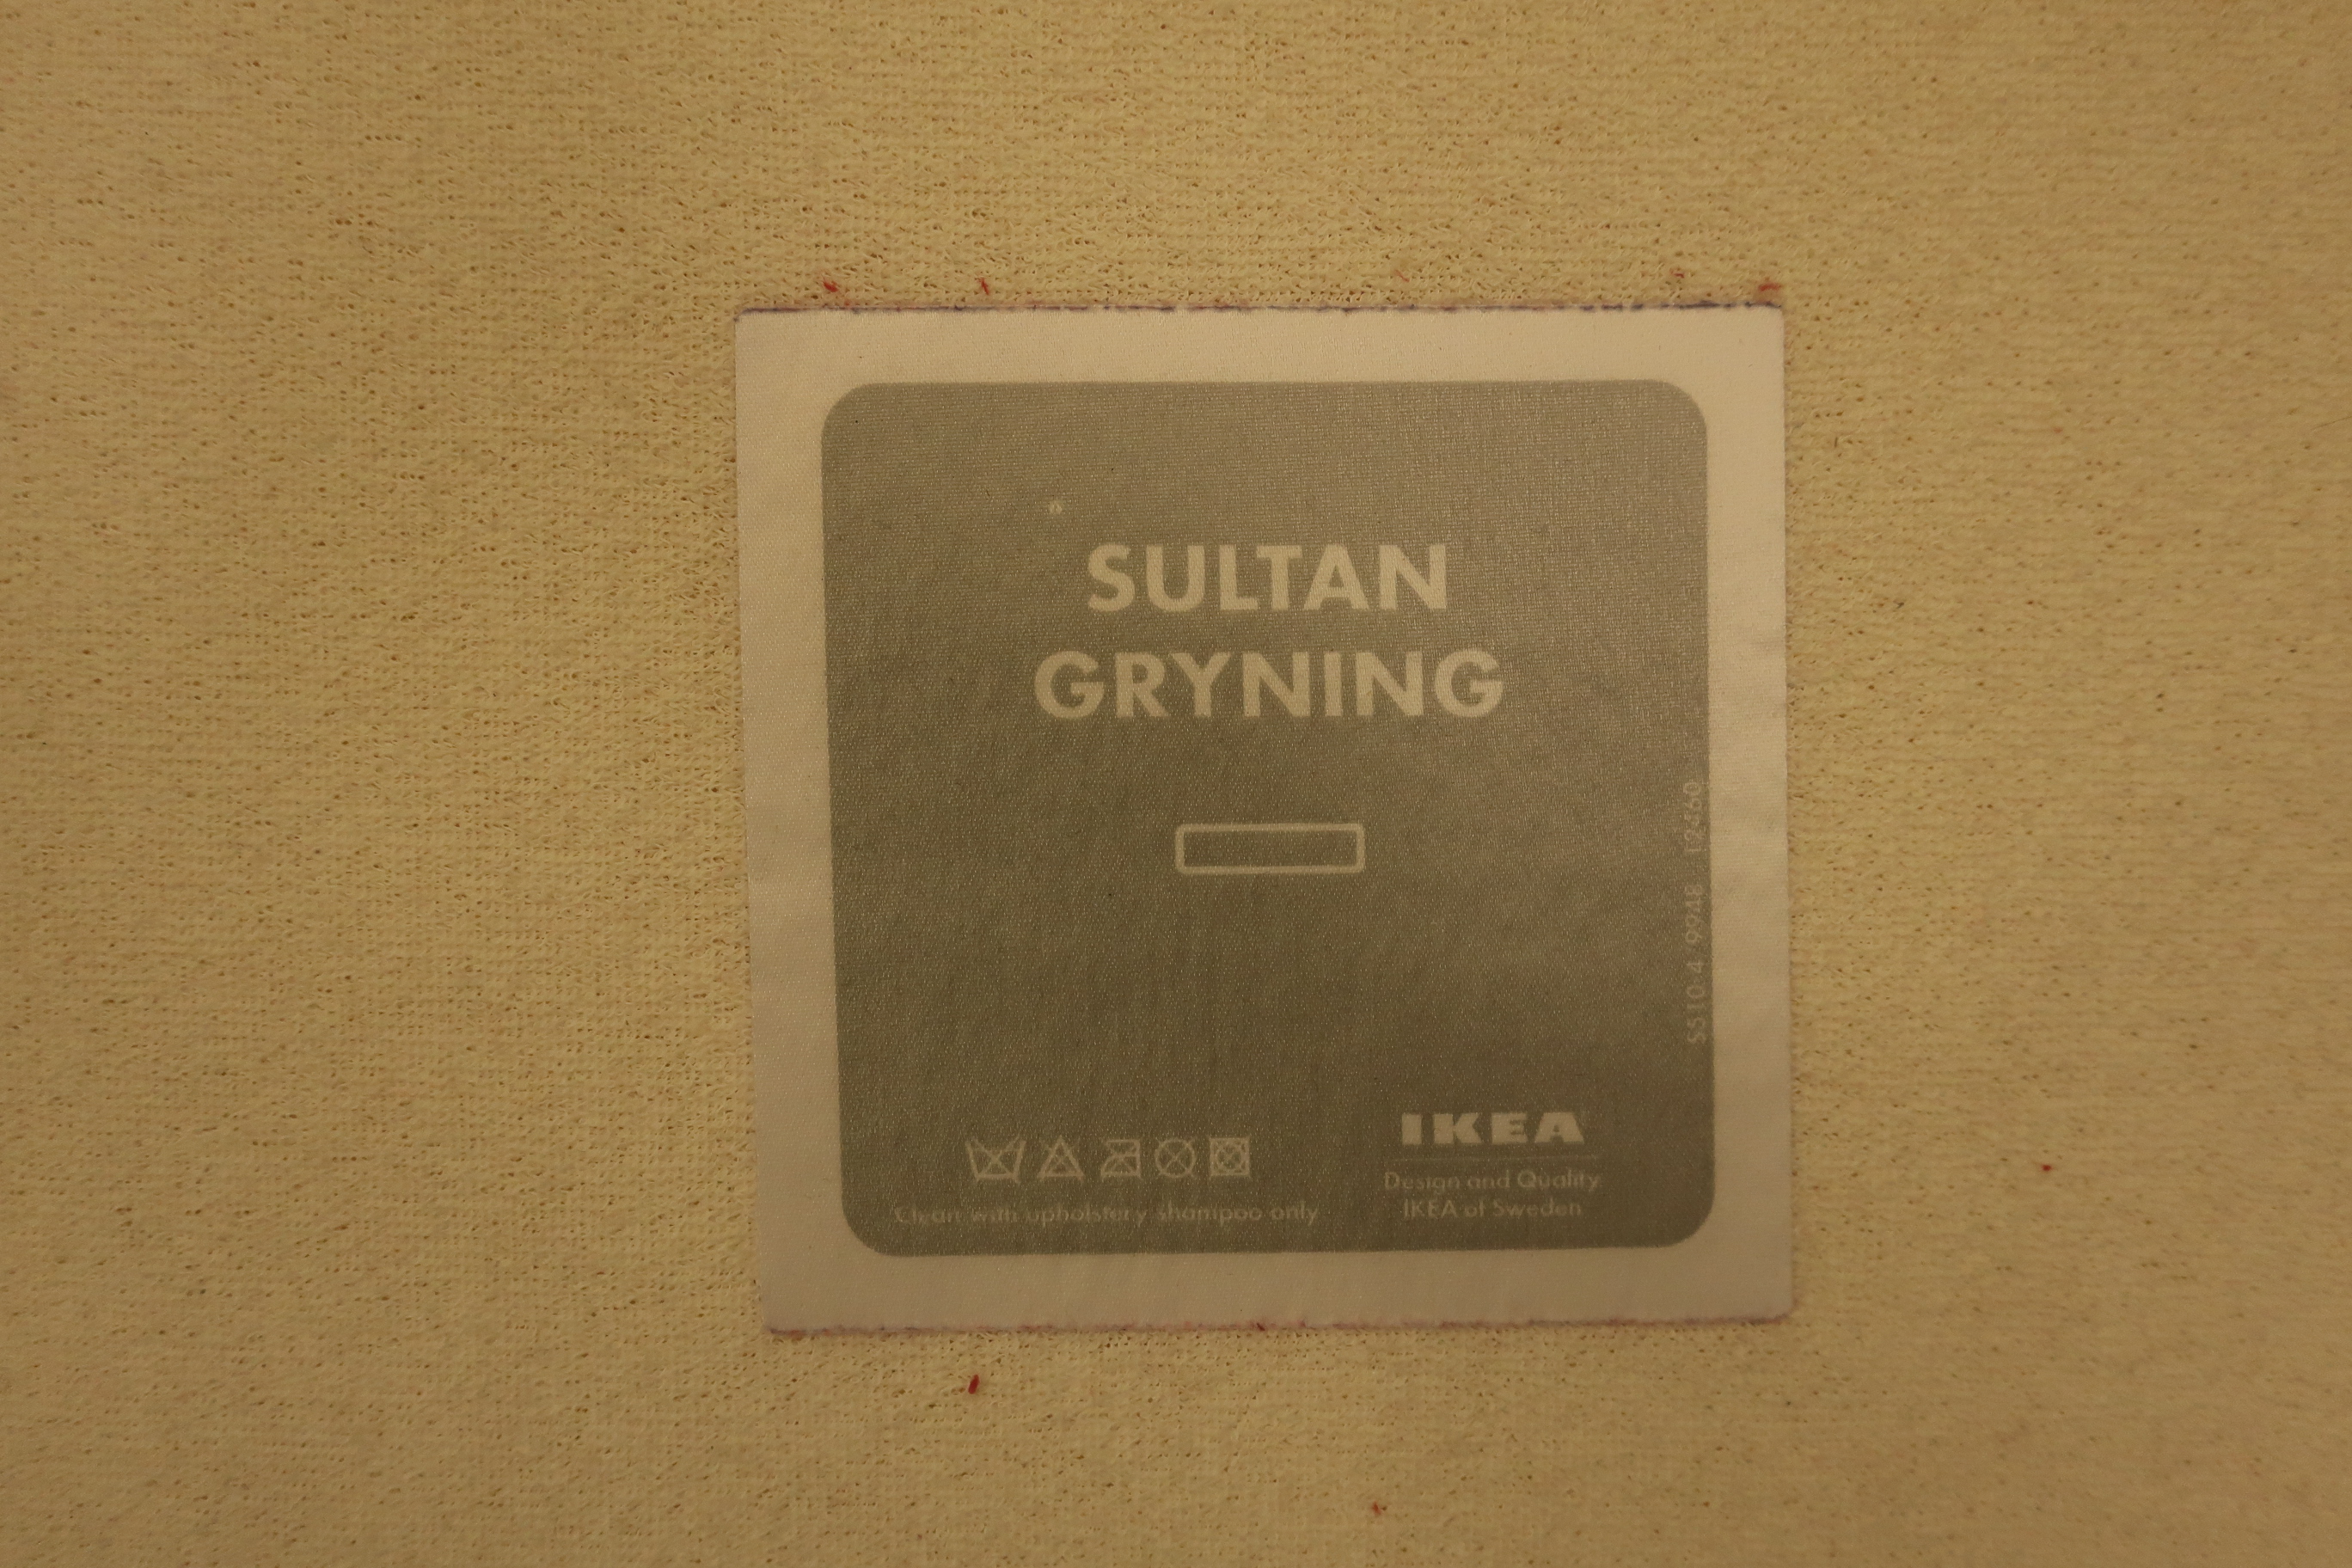 SULTAN
GRYNING
SS10-4 / 9948 12460
Clean with upholstery shampoo only
IKEA
Design and Quality
IKEA of Sweden